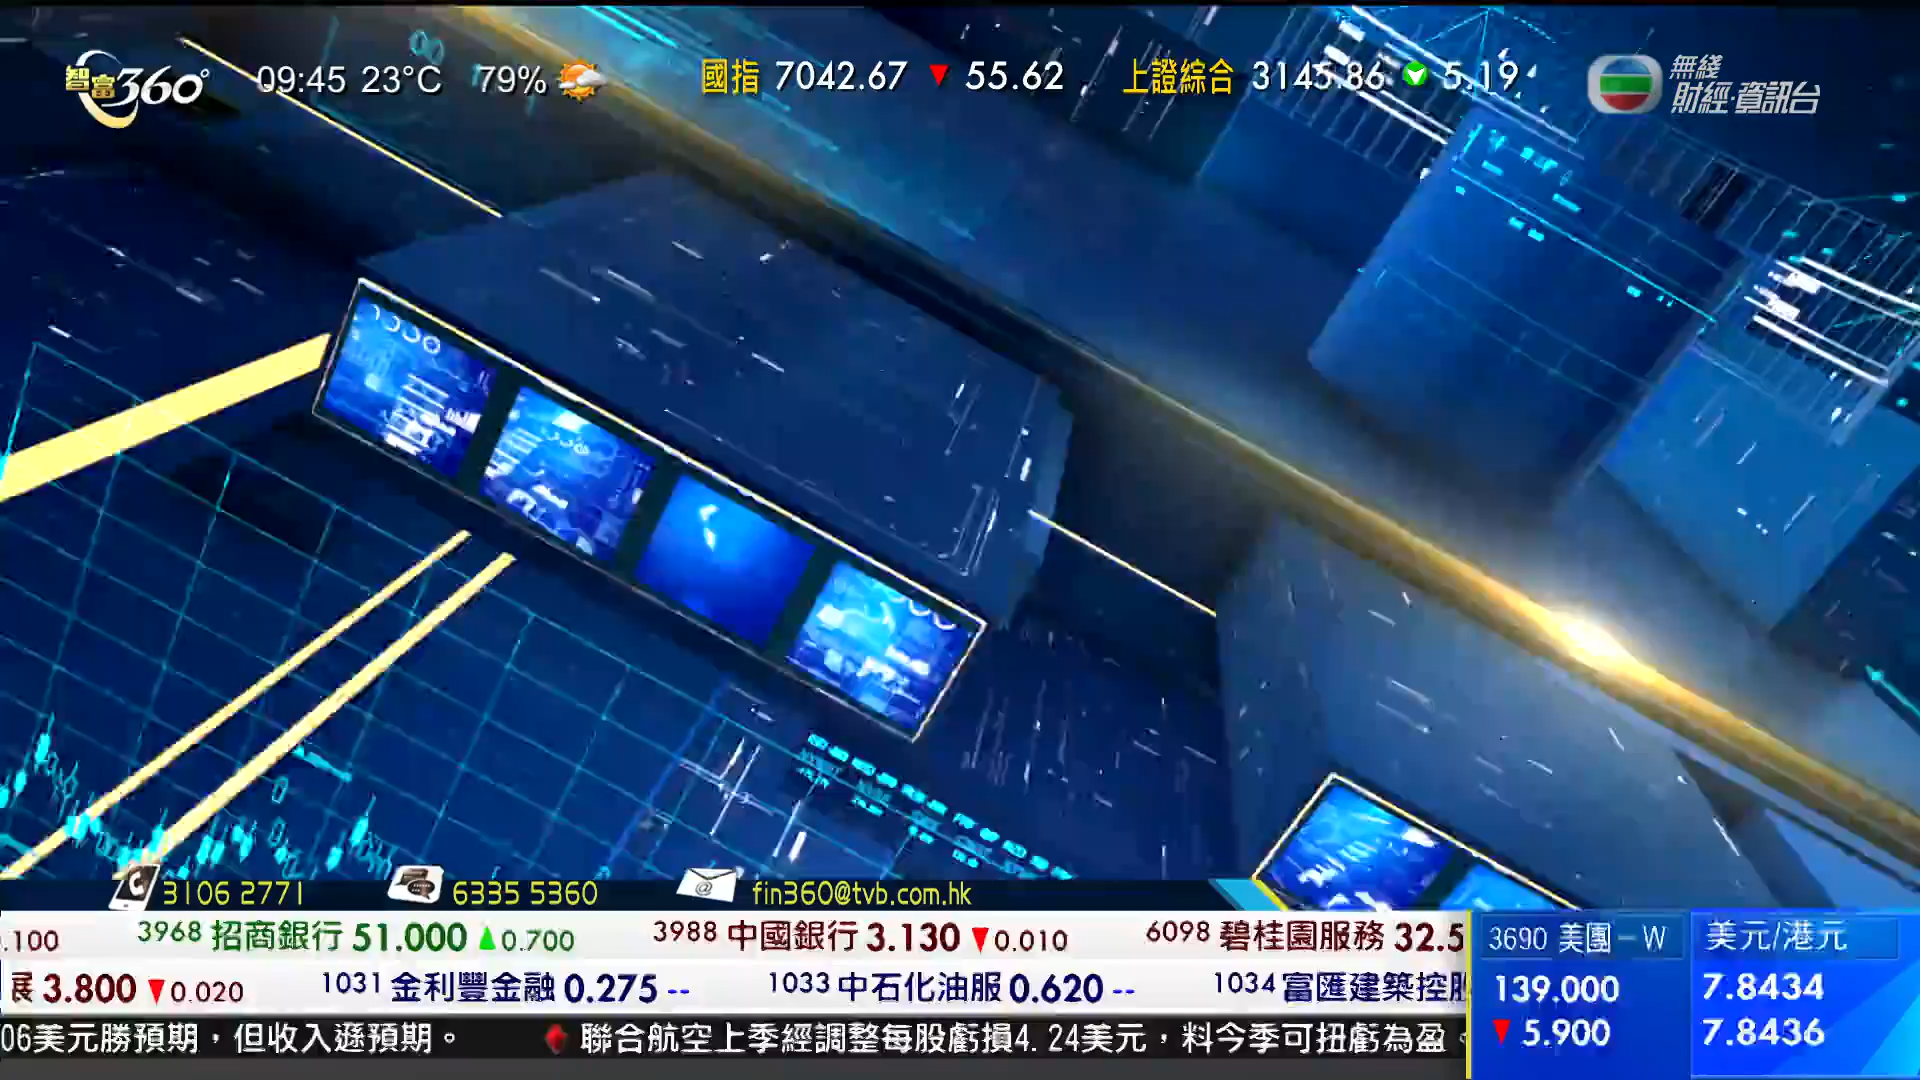 智富360°
09:45 23°C 79%
國指 7042.67 ▼ 55.62
上證綜合 3145.86 5.19
無綫
財經·資訊台
3106 2771
6335 5360
fin360@tvb.com.hk
.100 3968 招商銀行 51.000 ▲0.700 3988 中國銀行 3.130 ▼0.010 6098 碧桂園服務 32.5
展 3.800 ▼0.020 1031 金利豐金融 0.275 -- 1033 中石化油服 0.620 -- 1034 富匯建築控股
06美元勝預期，但收入遜預期。 聯合航空上季經調整每股虧損4.24美元，料今季可扭虧為盈。
3690 美團－W
139.000
▼ 5.900
美元/港元
7.8434
7.8436